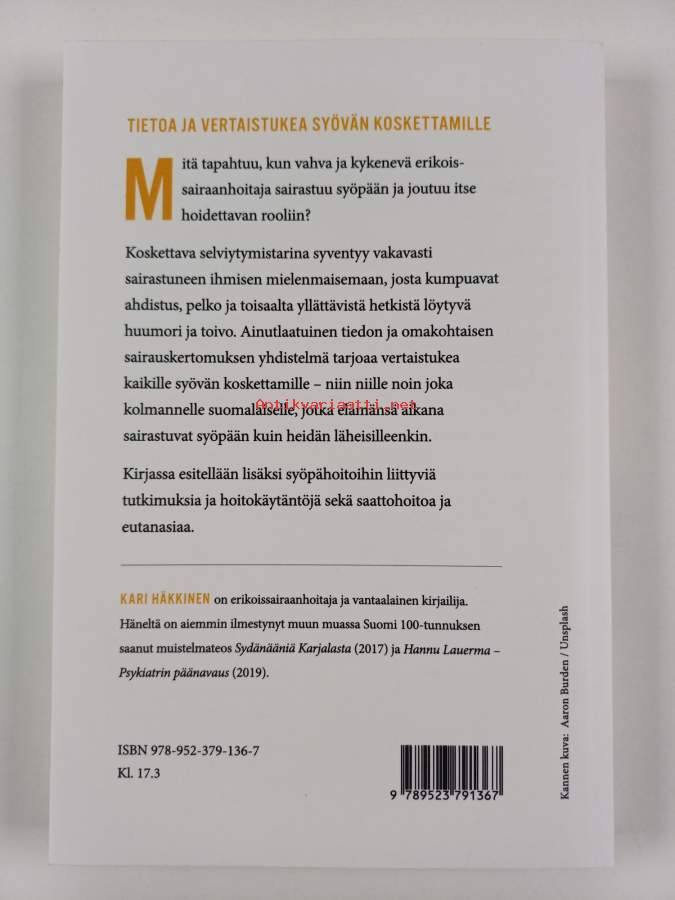 TIETOA JA VERTAISTUKEA SYÖVÄN KOSKETTAMILLE
Mitä tapahtuu, kun vahva ja kykenevä erikois-
sairaanhoitaja sairastuu syöpään ja joutuu itse
hoidettavan rooliin?
Koskettava selviytymistarina syventyy vakavasti
sairastuneen ihmisen mielenmaisemaan, josta kumpuavat
ahdistus, pelko ja toisaalta yllättävistä hetkistä löytyvä
huumori ja toivo. Ainutlaatuinen tiedon ja omakohtaisen
sairauskertomuksen yhdistelmä tarjoaa vertaistukea
kaikille syövän koskettamille – niin niille noin joka
Antikvariaatti.net
kolmannelle suomalaiselle, jotka elämänsä aikana
sairastuvat syöpään kuin heidän läheisilleenkin.
Kirjassa esitellään lisäksi syöpähoitoihin liittyviä
tutkimuksia ja hoitokäytäntöjä sekä saattohoitoa ja
eutanasiaa.
KARI HÄKKINEN on erikoissairaanhoitaja ja vantaalainen kirjailija.
Häneltä on aiemmin ilmestynyt muun muassa Suomi 100-tunnuksen
saanut muistelmateos Sydänääniä Karjalasta (2017) ja Hannu Lauerma –
Psykiatrin päänavaus (2019).
ISBN 978-952-379-136-7
Kl. 17.3
9 789523 791367
Kannen kuva: Aaron Burden / Unsplash